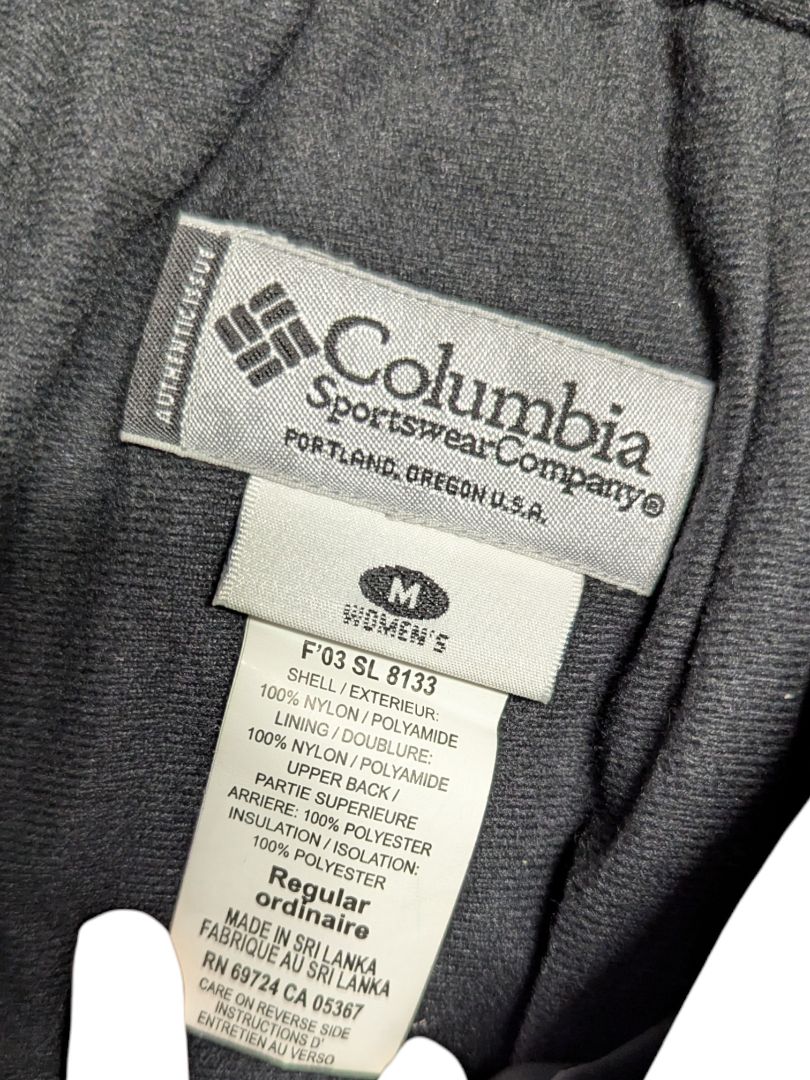 AUTHENTIC ISSUE
Columbia
Sportswear Company®
PORTLAND, OREGON U.S.A.
M
WOMEN'S
F'03 SL 8133
SHELL / EXTERIEUR:
100% NYLON / POLYAMIDE
LINING / DOUBLURE:
100% NYLON / POLYAMIDE
UPPER BACK /
PARTIE SUPERIEURE
ARRIERE: 100% POLYESTER
INSULATION / ISOLATION:
100% POLYESTER
Regular
ordinaire
MADE IN SRI LANKA
FABRIQUE AU SRI LANKA
RN 69724 CA 05367
CARE ON REVERSE SIDE
INSTRUCTIONS D'
ENTRETIEN AU VERSO